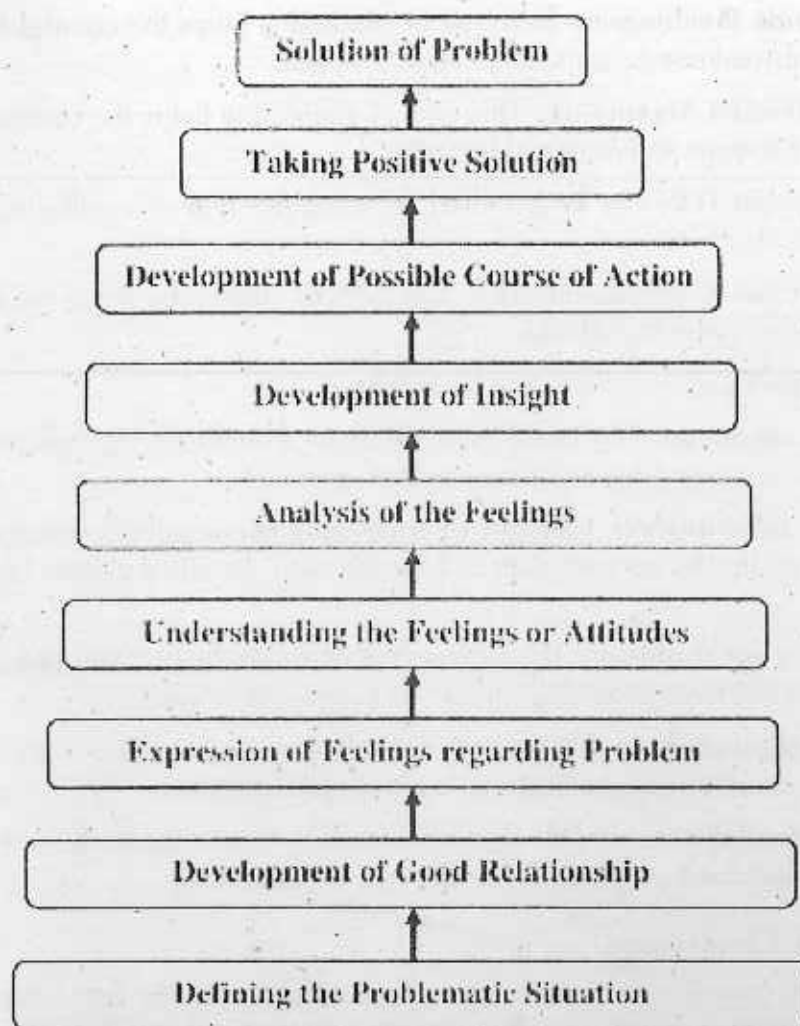 Solution of Problem
Taking Positive Solution
Development of Possible Course of Action
Development of Insight
Analysis of the Feelings
Understanding the Feelings or Attitudes
Expression of Feelings regarding Problem
Development of Good Relationship
Defining the Problematic Situation